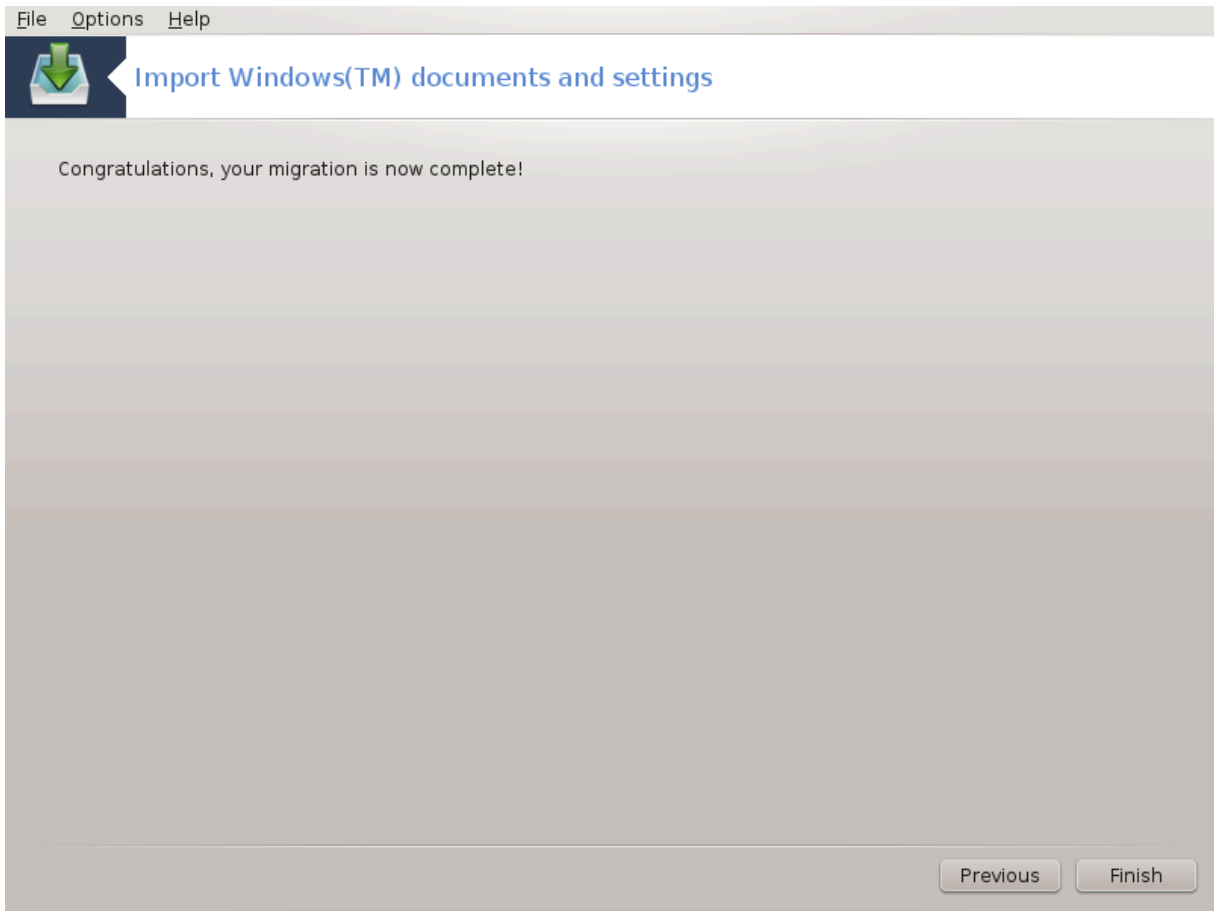 File Options Help
Import Windows(TM) documents and settings
Congratulations, your migration is now complete!
Previous Finish